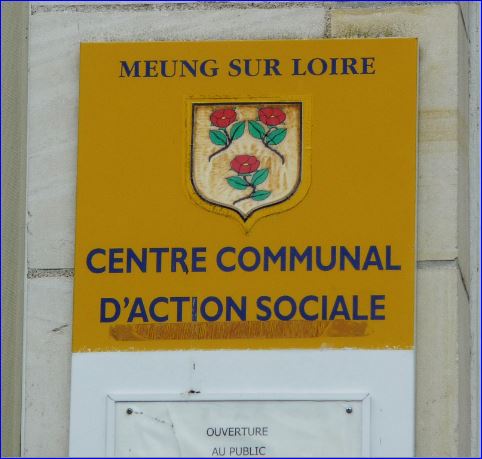 MEUNG SUR LOIRE
CENTRE COMMUNAL
D'ACTION SOCIALE
OUVERTURE
AU PUBLIC